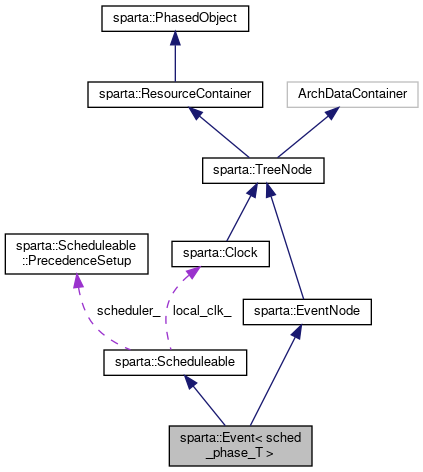 sparta::PhasedObject
sparta::ResourceContainer
ArchDataContainer
sparta::TreeNode
sparta::Scheduleable
::PrecedenceSetup
sparta::Clock
scheduler_
local_clk_
sparta::EventNode
sparta::Scheduleable
sparta::Event< sched
_phase_T >